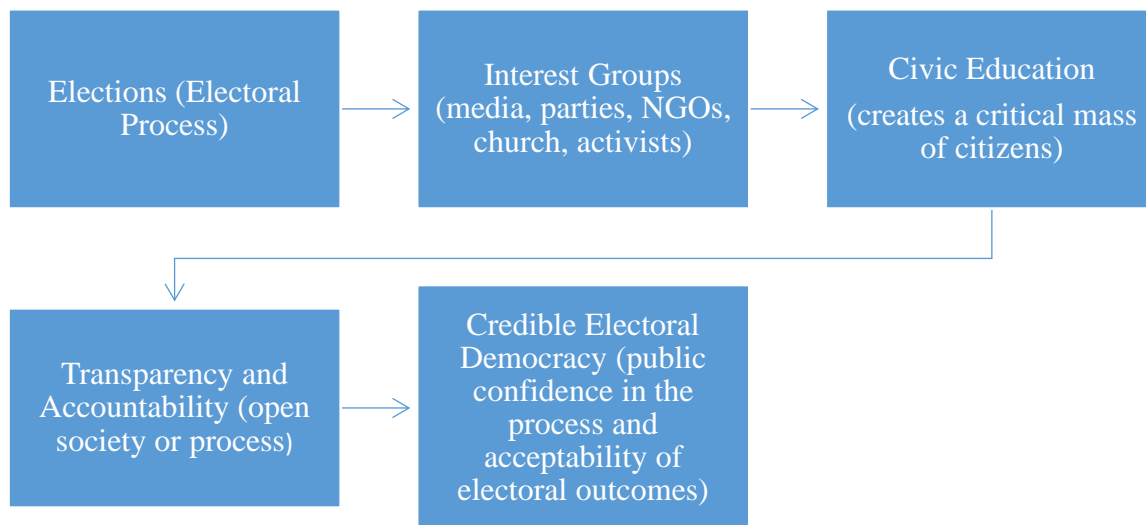 Elections (Electoral
Process)
Interest Groups
(media, parties, NGOs,
church, activists)
Civic Education
(creates a critical mass
of citizens)
Transparency and
Accountability (open
society or process)
Credible Electoral
Democracy (public
confidence in the
process and
acceptability of
electoral outcomes)